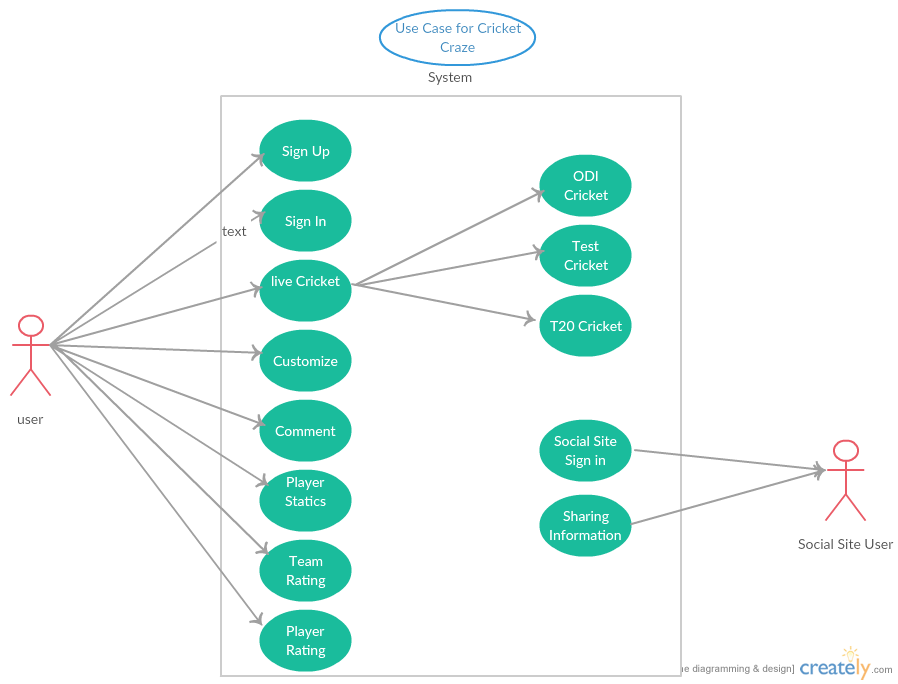 Use Case for Cricket
Craze
System
Sign Up
Sign In
text
live Cricket
Customize
Comment
Player
Statics
Team
Rating
Player
Rating
ODI
Cricket
Test
Cricket
T20 Cricket
Social Site
Sign in
Sharing
Information
user
Social Site User
diagramming & design]
creately.com